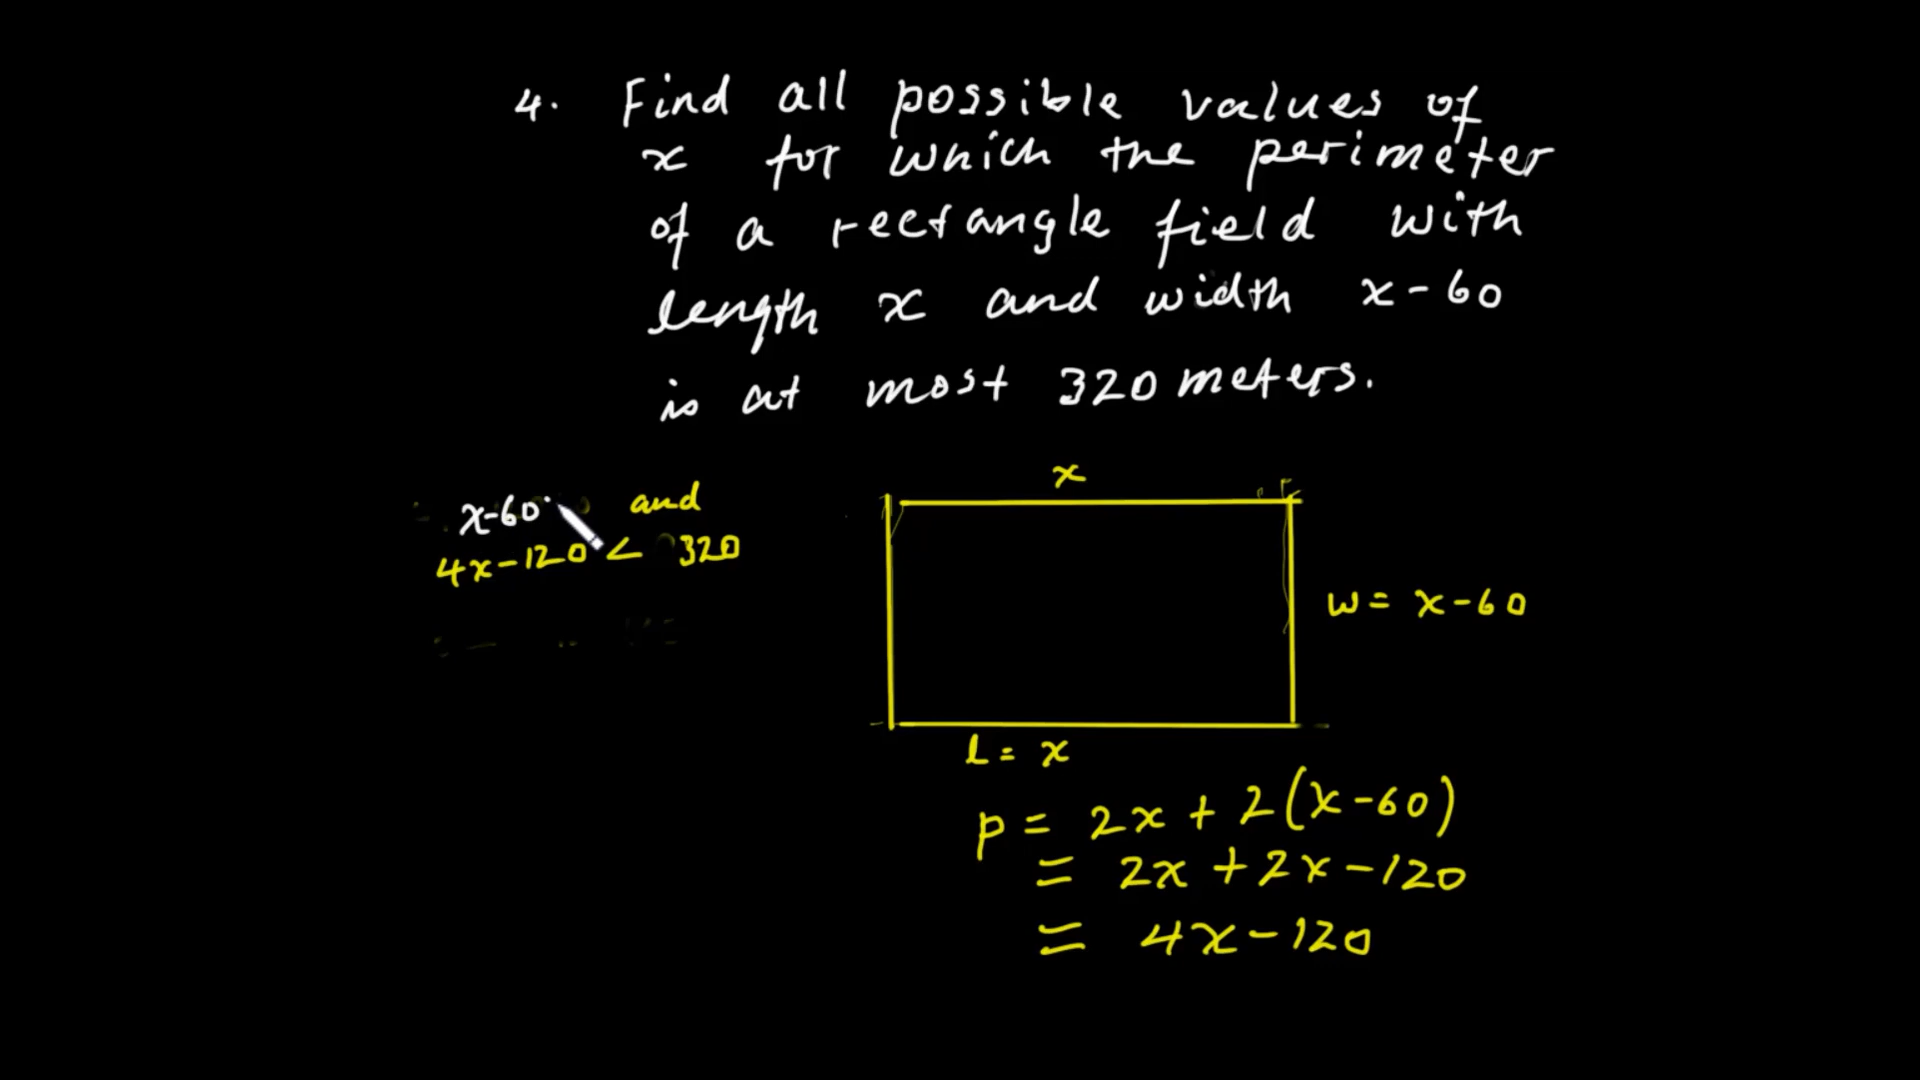 4. Find all possible values of
x for which the perimeter
of a rectangle field with
length x and width x-60
is at most 320 meters.
x
x-60 and
4x-120 < 320
w = x-60
L = x
p = 2x + 2(x-60)
= 2x + 2x - 120
= 4x - 120